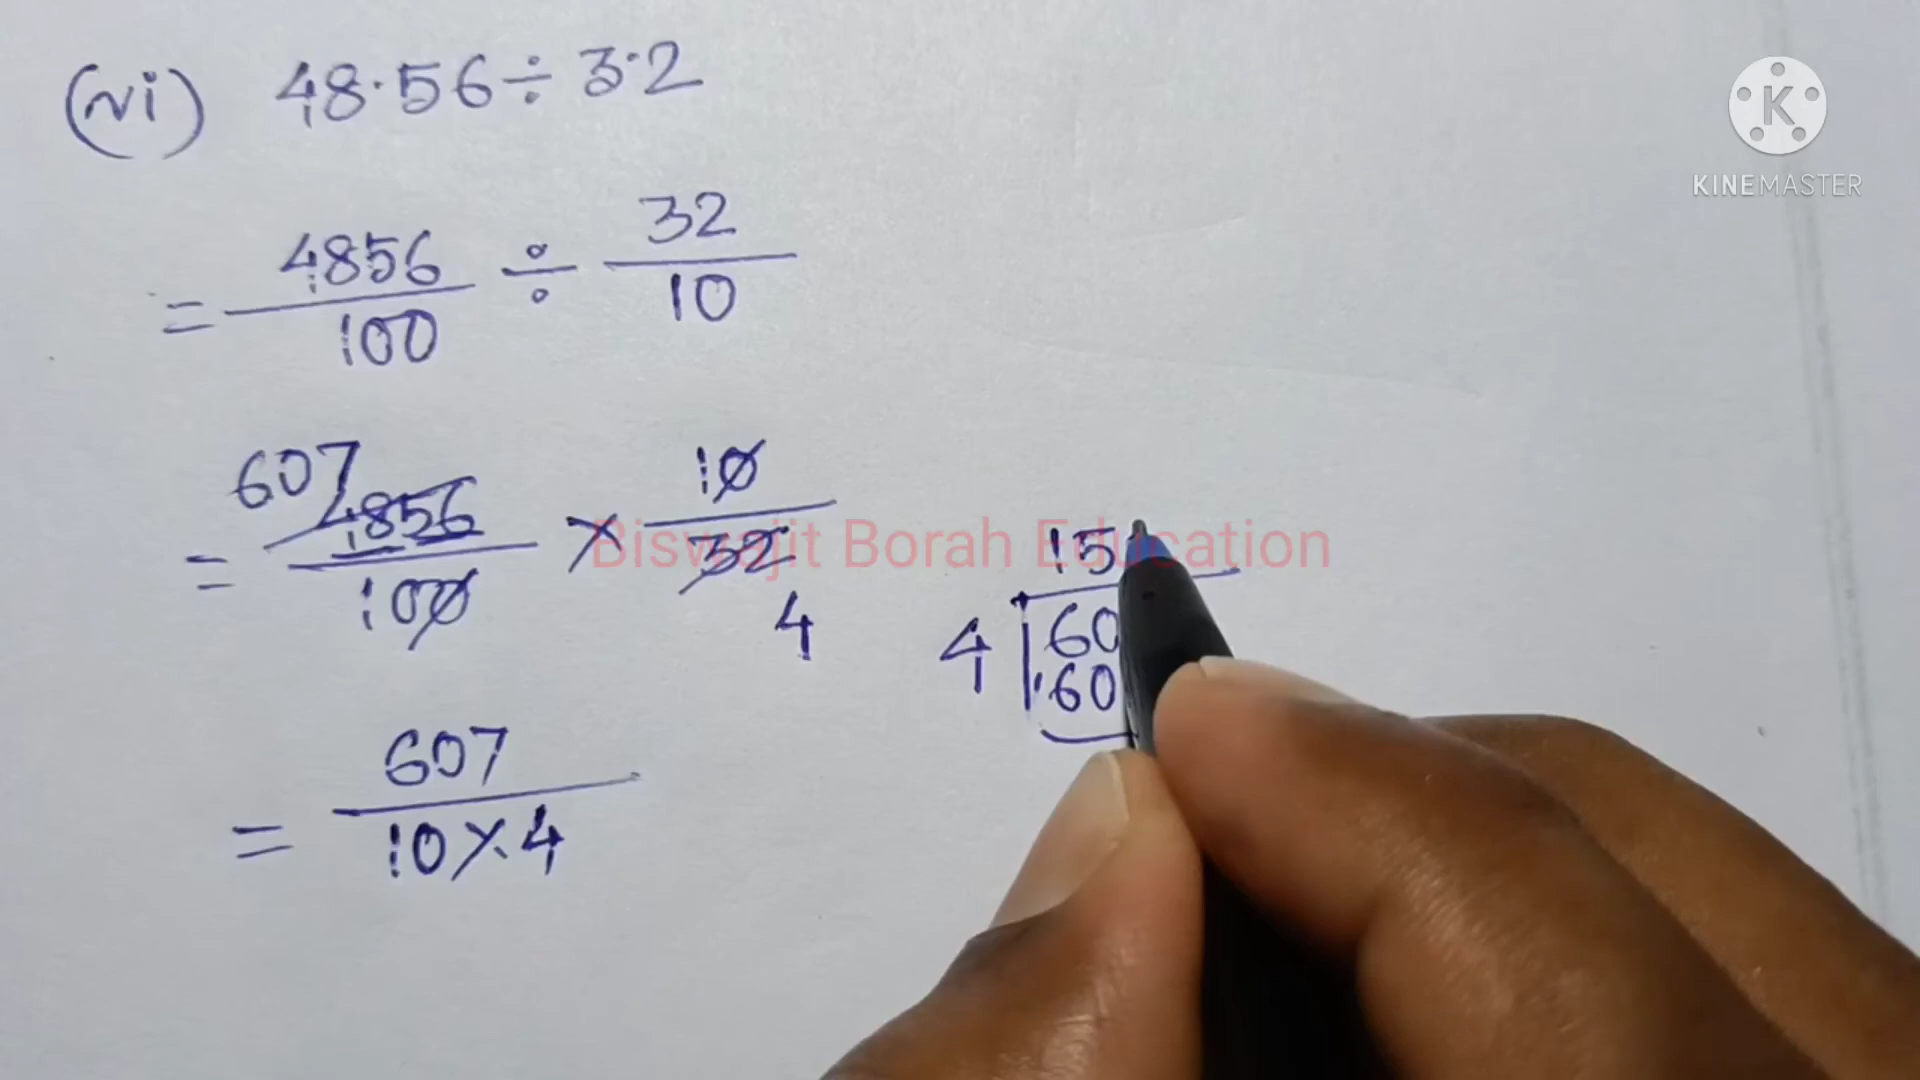 (vi) 48.56÷3.2
K
KINEMASTER
= 4856/100 ÷ 32/10
607
= 4856/100 × 10/32
4
Biswajit Borah Education
15
4 60
60
= 607/10×4